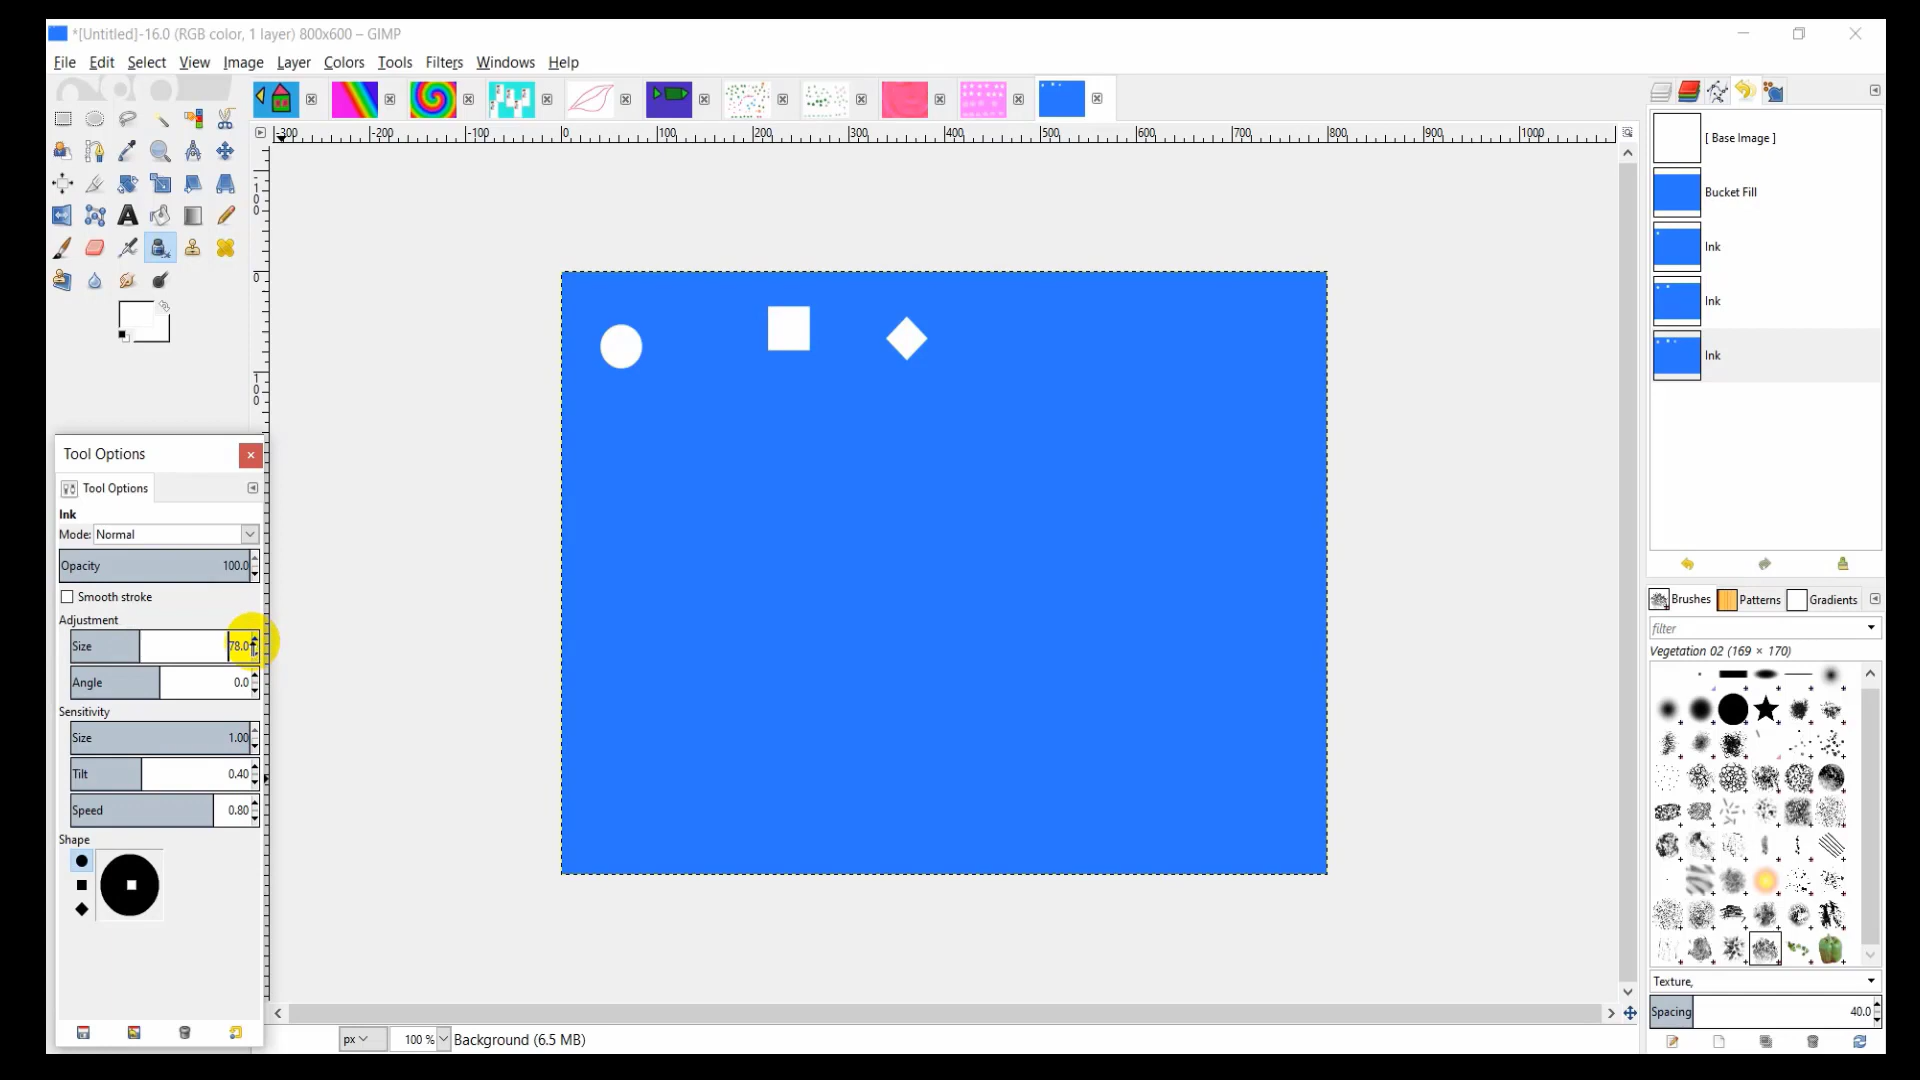 *[Untitled]-16.0 (RGB color, 1 layer) 800x600 – GIMP
File Edit Select View Image Layer Colors Tools Filters Windows Help
-300 -200 -100 0 100 200 300 400 500 600 700 800 900 1000
-100
0
100
[ Base Image ]
Bucket Fill
Ink
Ink
Ink
Tool Options
Tool Options
Ink
Mode: Normal
Opacity 100.0
Smooth stroke
Adjustment
Size 78.0
Angle 0.0
Sensitivity
Size 1.00
Tilt 0.40
Speed 0.80
Shape
Brushes Patterns Gradients
filter
Vegetation 02 (169 × 170)
Texture,
Spacing 40.0
px 100 % Background (6.5 MB)